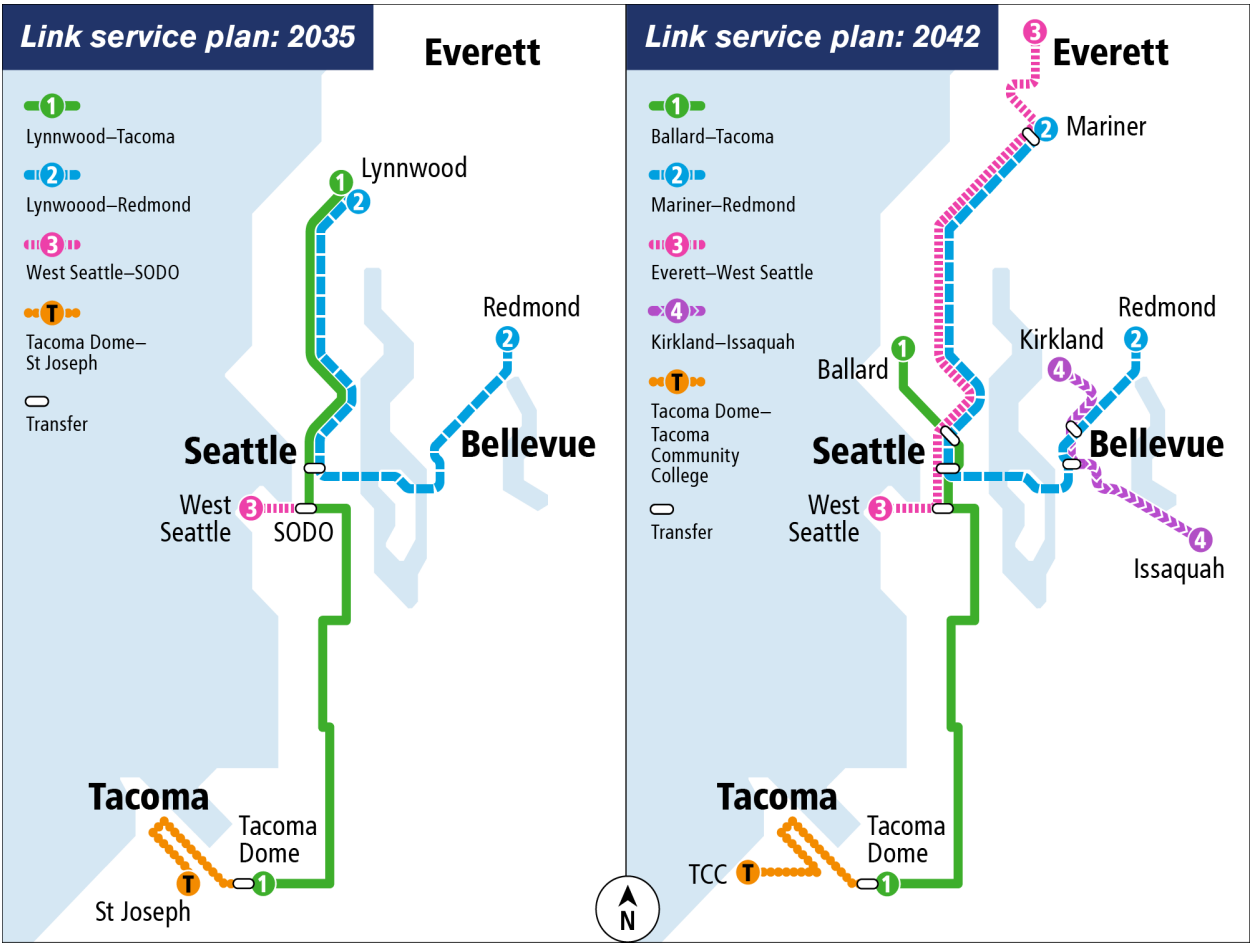 Link service plan: 2035
Everett
1
Lynnwood–Tacoma
2
Lynwoood–Redmond
3
West Seattle–SODO
T
Tacoma Dome–
St Joseph
Transfer
1
Lynnwood
2
Redmond
2
Seattle
Bellevue
West
Seattle
3
SODO
Tacoma
Tacoma
Dome
T
1
St Joseph
Link service plan: 2042
3
Everett
1
Ballard–Tacoma
2
Mariner–Redmond
3
Everett–West Seattle
4
Kirkland–Issaquah
T
Tacoma Dome–
Tacoma
Community
College
Transfer
2
Mariner
Redmond
2
Kirkland
4
1
Ballard
Seattle
Bellevue
West
Seattle
3
4
Issaquah
Tacoma
Tacoma
Dome
TCC
T
1
N